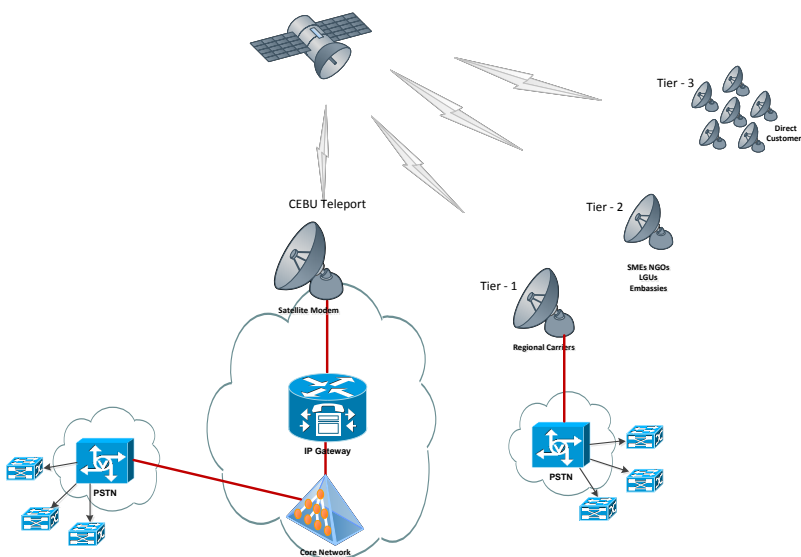 Tier - 3
Direct
Customer
CEBU Teleport
Tier - 2
SMEs NGOs
LGUs
Embassies
Tier - 1
Satellite Modem
Regional Carriers
IP Gateway
PSTN
PSTN
Core Network